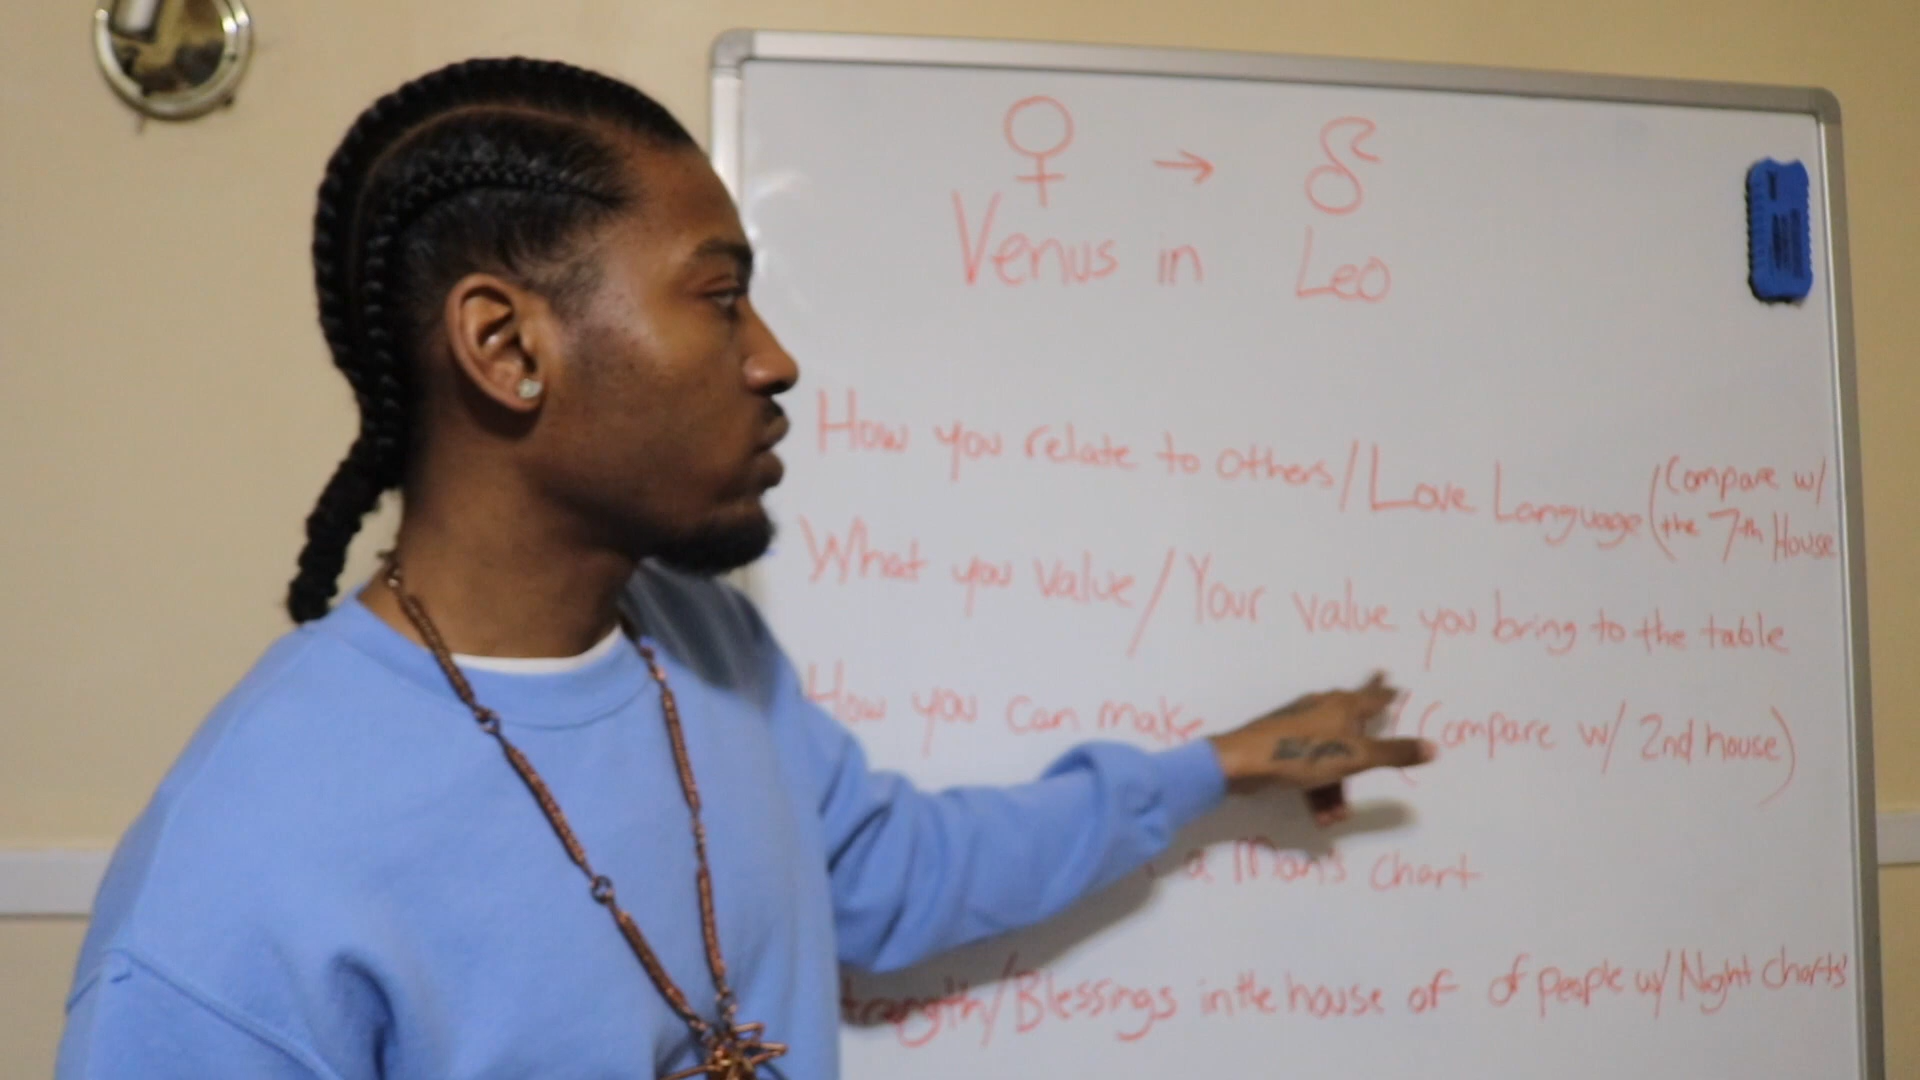 ♀ → ♌
Venus in Leo
How you relate to others/Love Language (Compare w/
the 7th House
What you value/Your value you bring to the table
How you can make (Compare w/ 2nd house)
a Man's chart
Strength/Blessings in the house of of people w/ Night charts